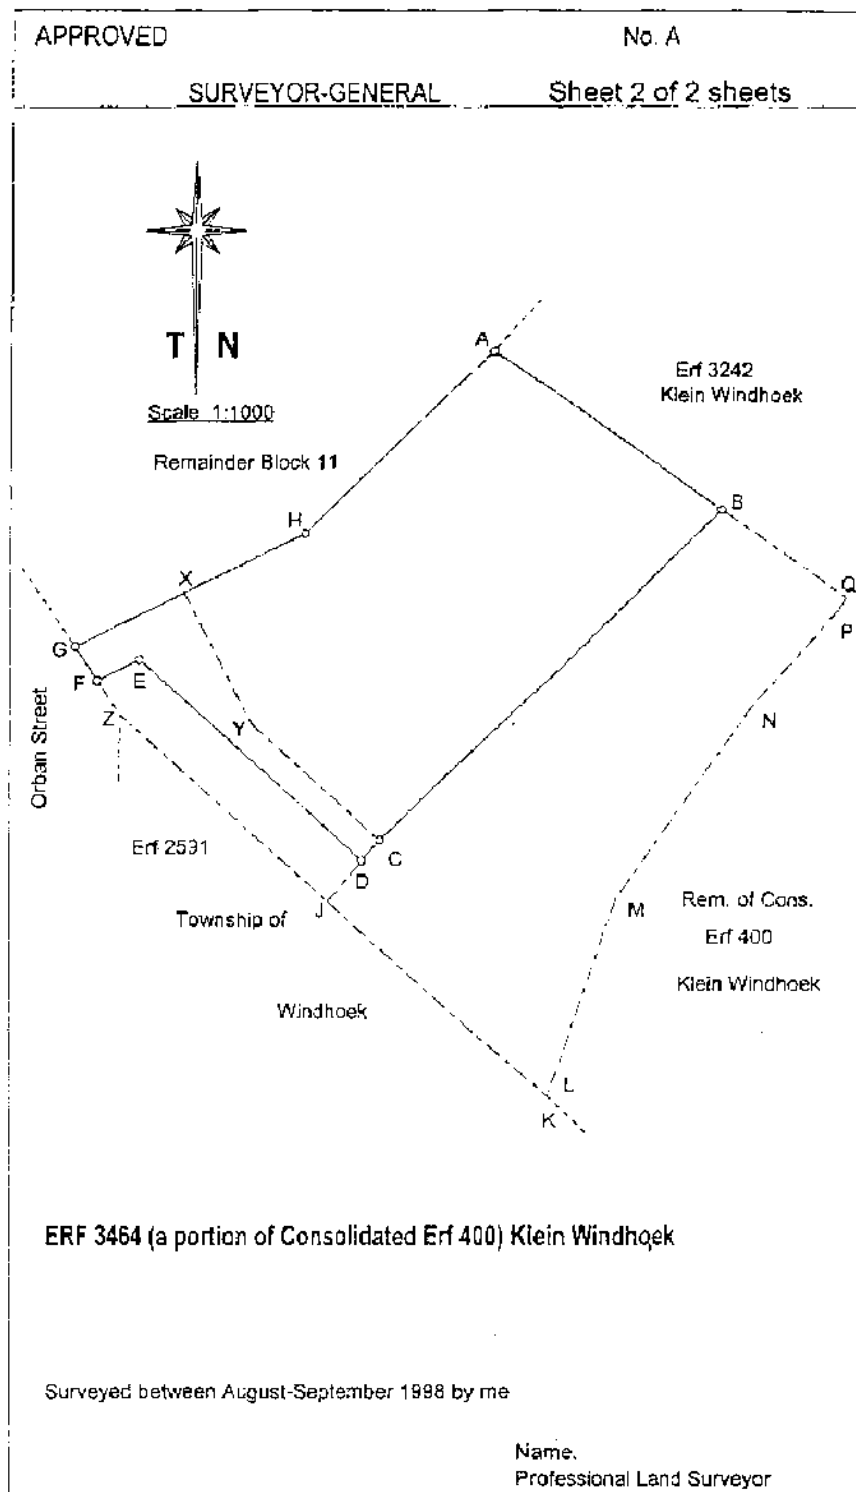 APPROVED No. A
SURVEYOR-GENERAL Sheet 2 of 2 sheets
T N
Scale 1:1000
A
Erf 3242
Klein Windhoek
Remainder Block 11
H
B
X
Q
P
G
F
E
Z
Y
N
Orban Street
Erf 2591
C
D
J
M
Rem. of Cons.
Township of
Erf 400
Klein Windhoek
Windhoek
L
K
ERF 3464 (a portion of Consolidated Erf 400) Klein Windhoek
Surveyed between August-September 1998 by me
Name.
Professional Land Surveyor